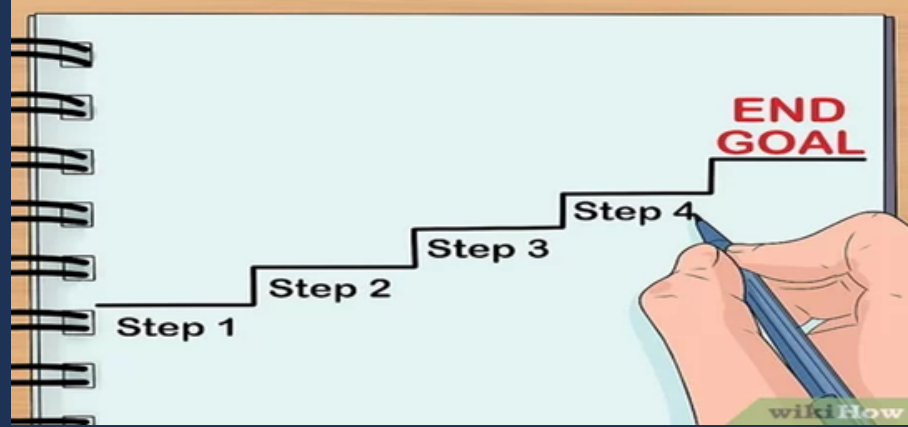 END
GOAL
Step 4
Step 3
Step 2
Step 1
wikiHow